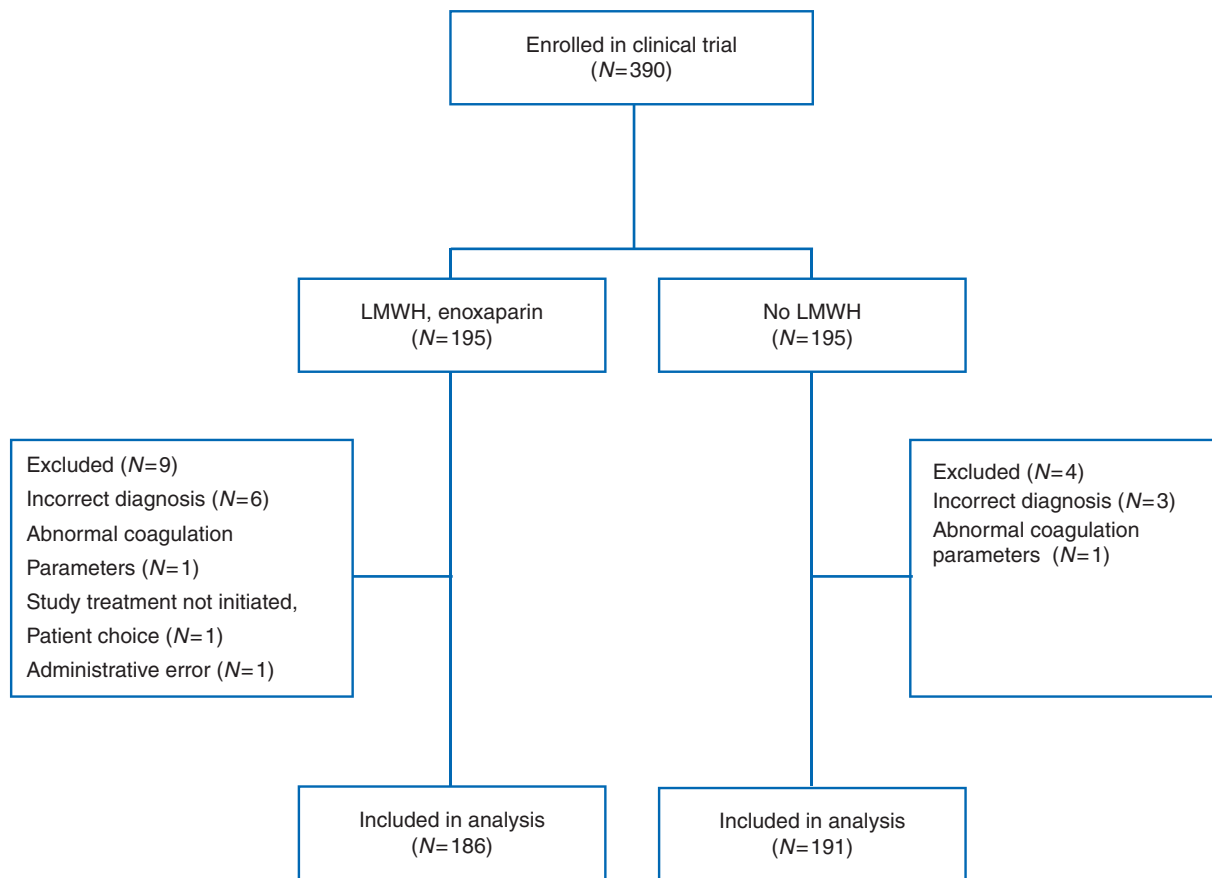 Enrolled in clinical trial
(N=390)
LMWH, enoxaparin
(N=195)
No LMWH
(N=195)
Excluded (N=9)
Incorrect diagnosis (N=6)
Abnormal coagulation
Parameters (N=1)
Study treatment not initiated,
Patient choice (N=1)
Administrative error (N=1)
Excluded (N=4)
Incorrect diagnosis (N=3)
Abnormal coagulation
parameters (N=1)
Included in analysis
(N=186)
Included in analysis
(N=191)